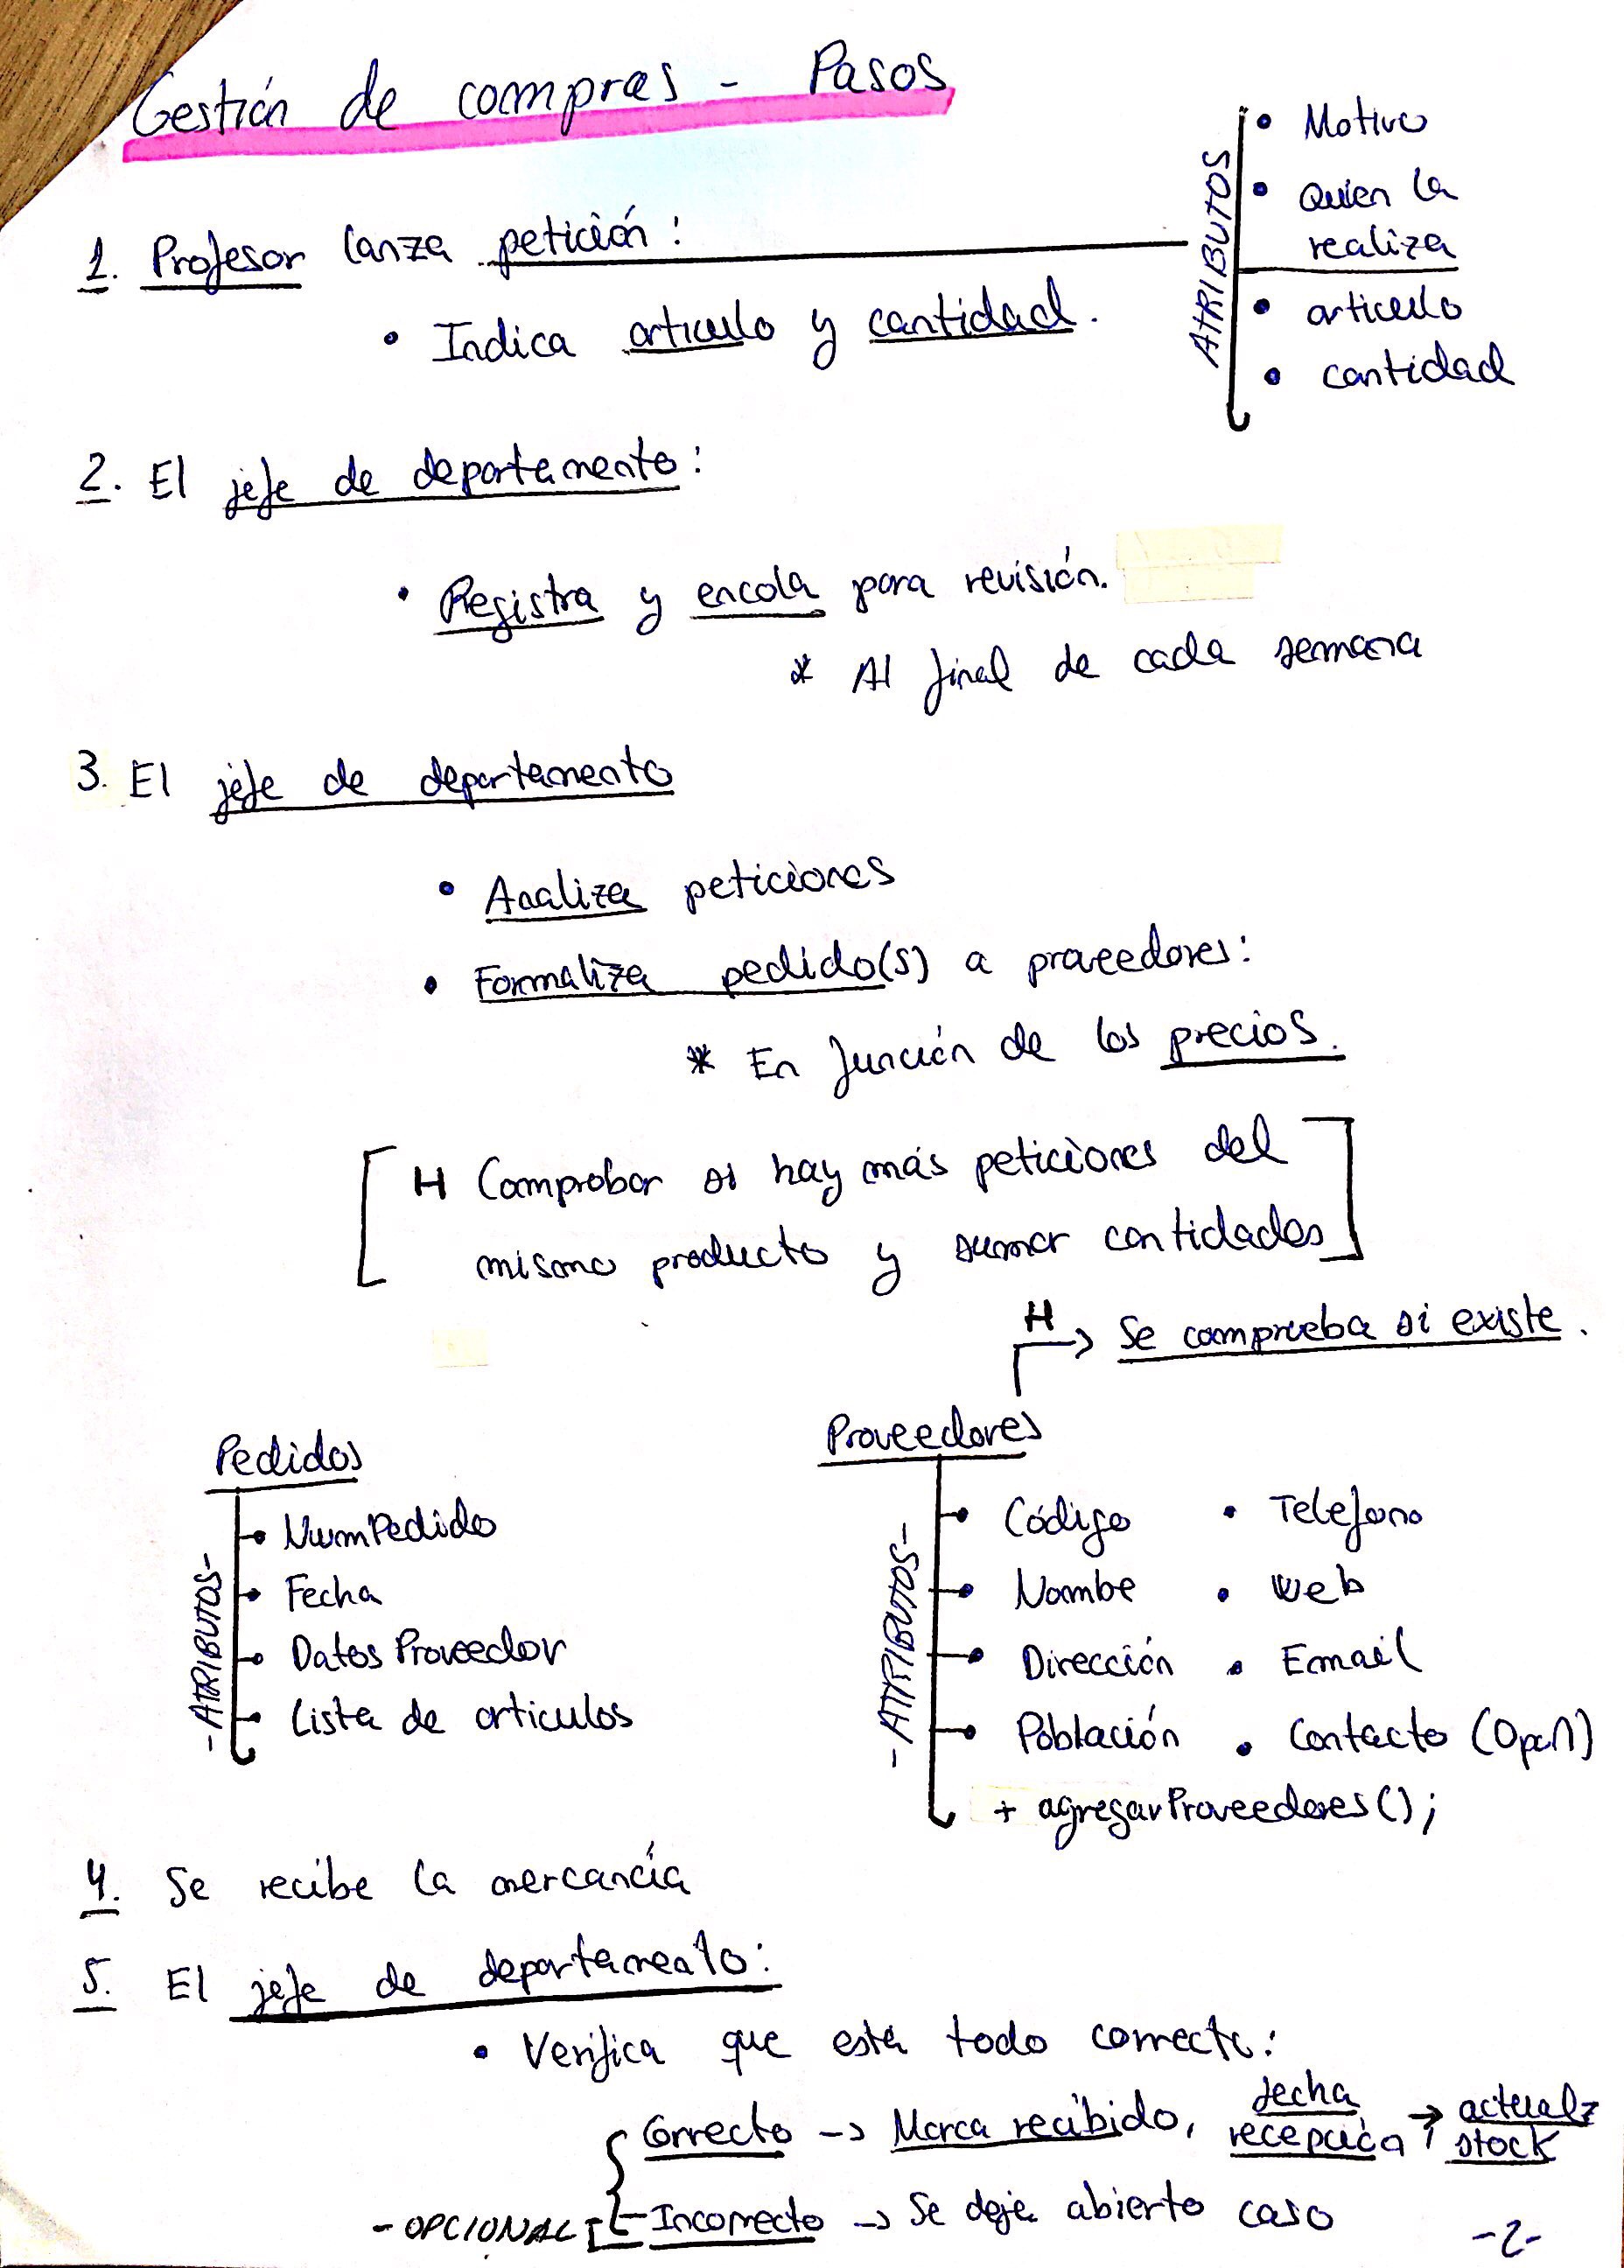 Gestión de compras - Pasos
ATRIBUTOS
• Motivo
• Quien la
realiza
• articulo
• cantidad
1. Profesor lanza petición:
• Indica articulo y cantidad.
2. El jefe de departamento:
• Registra y encola para revisión.
* Al final de cada semana
3. El jefe de departamento
• Analiza peticiones
• Formaliza pedido(s) a proveedores:
* En función de los precios.
H Comprobar si hay más peticiones del
mismo producto y sumar cantidades
H → Se comprueba si existe.
Pedidos
-ATRIBUTOS-
• NumPedido
• Fecha
• Datos Proveedor
• Lista de articulos
Proveedores
-ATRIBUTOS-
• Código • Telefono
• Nombe • web
• Dirección • Email
• Población • Contacto (Opcn)
+ agregarProveedores();
4. Se recibe la mercancía
5. El jefe de departamento:
• Verifica que está todo correcto:
Correcto → Marca recibido, fecha recepción → actualz stock
-OPCIONAL Incorrecto → Se deja abierto caso
-2-